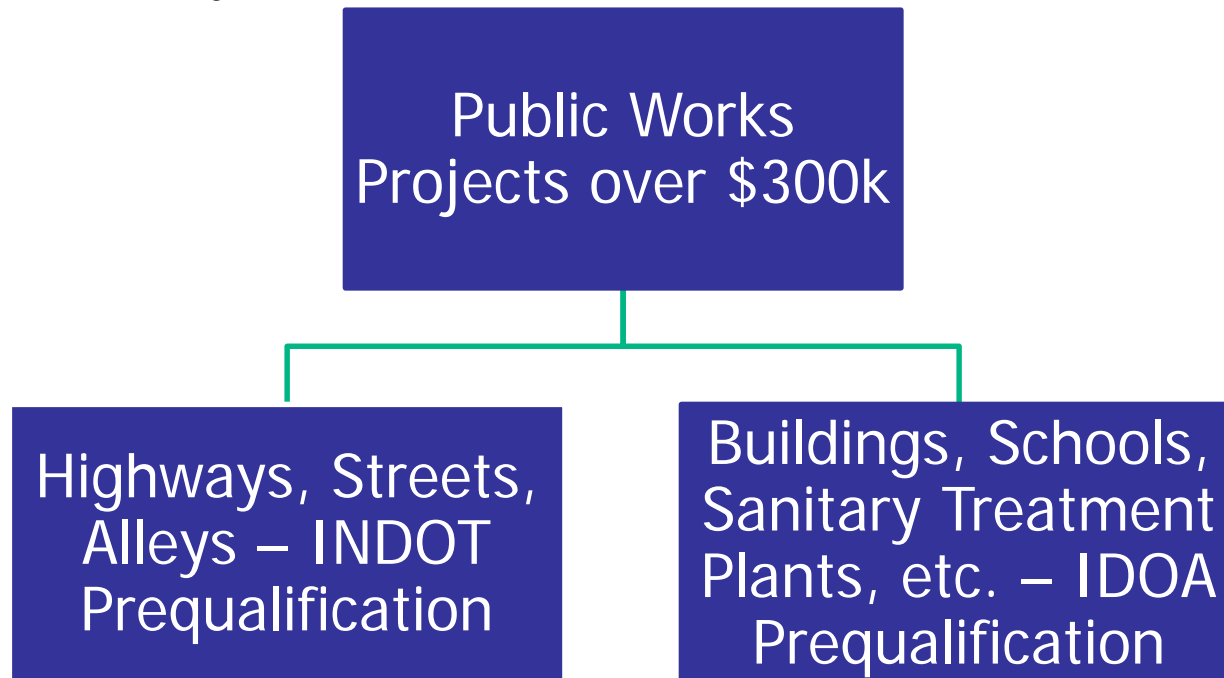 Public Works
Projects over $300k
Highways, Streets,
Alleys – INDOT
Prequalification
Buildings, Schools,
Sanitary Treatment
Plants, etc. – IDOA
Prequalification